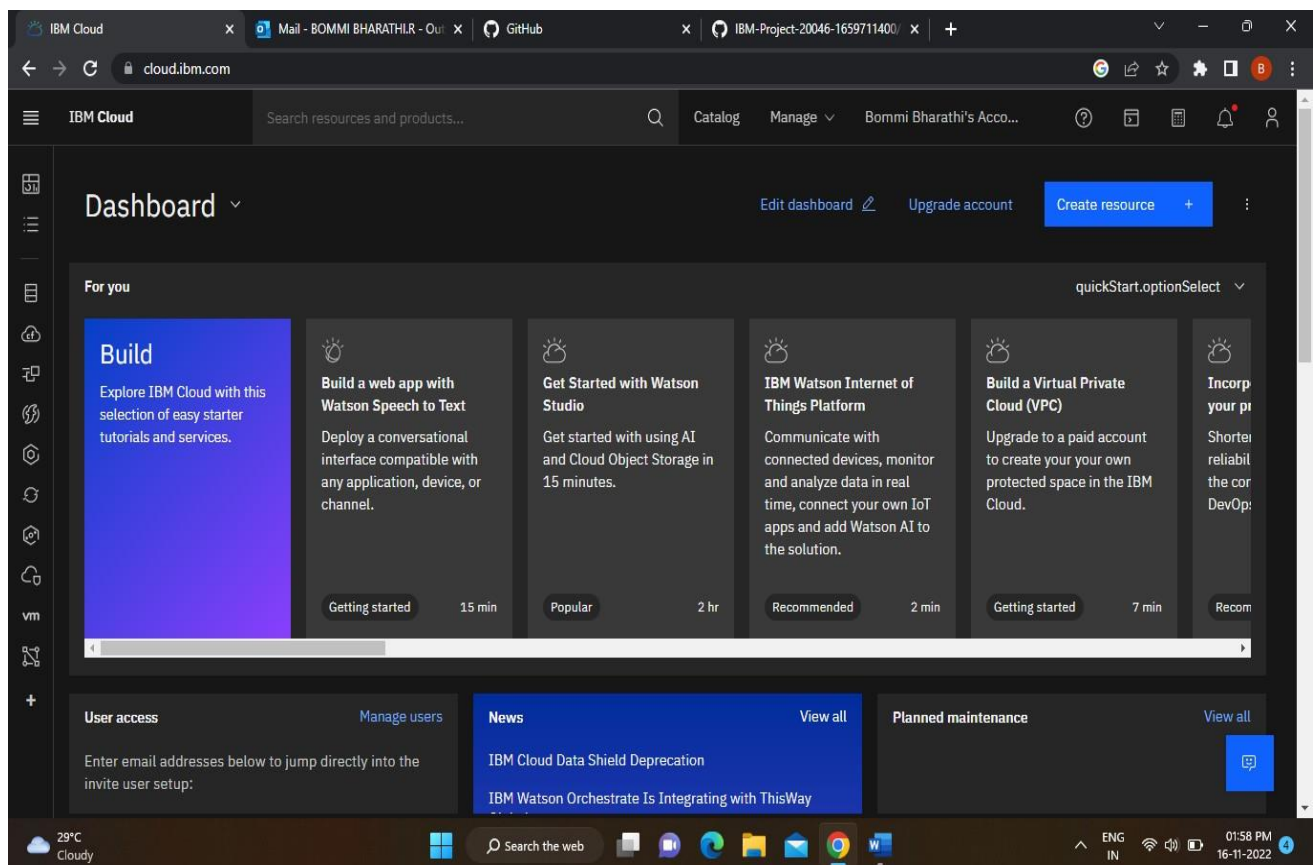 IBM Cloud
Mail - BOMMI BHARATHI.R - Out
GitHub
IBM-Project-20046-1659711400/
cloud.ibm.com
B
IBM Cloud
Search resources and products...
Catalog
Manage
Bommi Bharathi's Acco...
Dashboard
Edit dashboard
Upgrade account
Create resource +
For you
quickStart.optionSelect
Build
Explore IBM Cloud with this
selection of easy starter
tutorials and services.
Build a web app with
Watson Speech to Text
Deploy a conversational
interface compatible with
any application, device, or
channel.
Getting started
15 min
Get Started with Watson
Studio
Get started with using AI
and Cloud Object Storage in
15 minutes.
Popular
2 hr
IBM Watson Internet of
Things Platform
Communicate with
connected devices, monitor
and analyze data in real
time, connect your own IoT
apps and add Watson AI to
the solution.
Recommended
2 min
Build a Virtual Private
Cloud (VPC)
Upgrade to a paid account
to create your your own
protected space in the IBM
Cloud.
Getting started
7 min
Incorp
your pr
Shorter
reliabil
the cor
DevOp
Recom
cf
vm
User access
Manage users
Enter email addresses below to jump directly into the
invite user setup:
News
View all
IBM Cloud Data Shield Deprecation
IBM Watson Orchestrate Is Integrating with ThisWay
Planned maintenance
View all
29°C
Cloudy
Search the web
W
ENG
IN
01:58 PM
16-11-2022
4